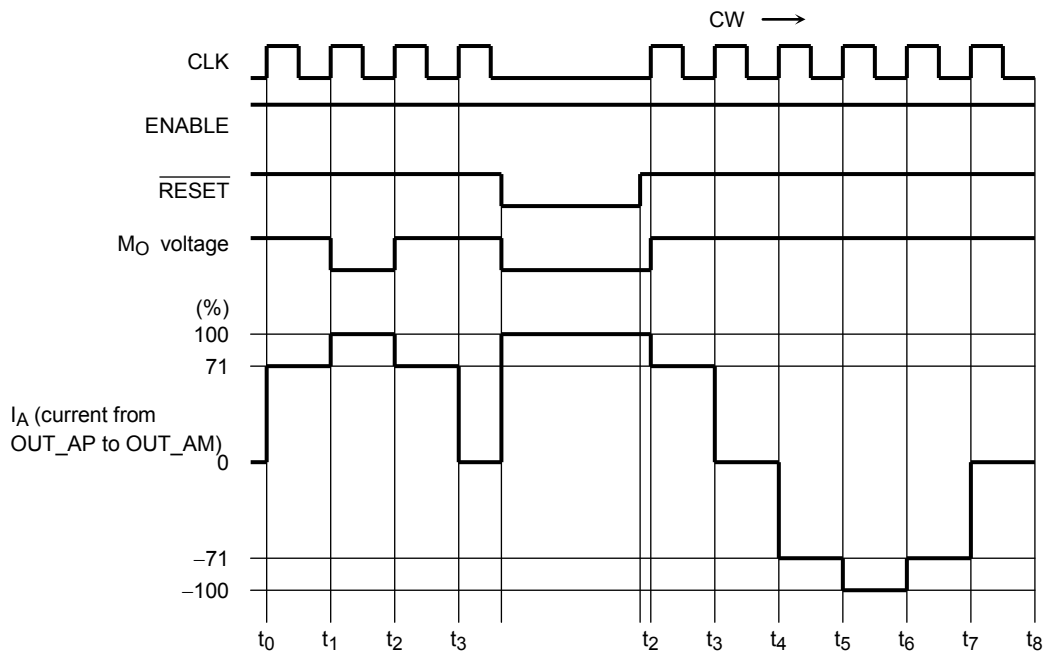 CW
CLK
ENABLE
RESET
MO voltage
(%)
100
71
IA (current from
OUT_AP to OUT_AM)
0
−71
−100
t0 t1 t2 t3 t2 t3 t4 t5 t6 t7 t8